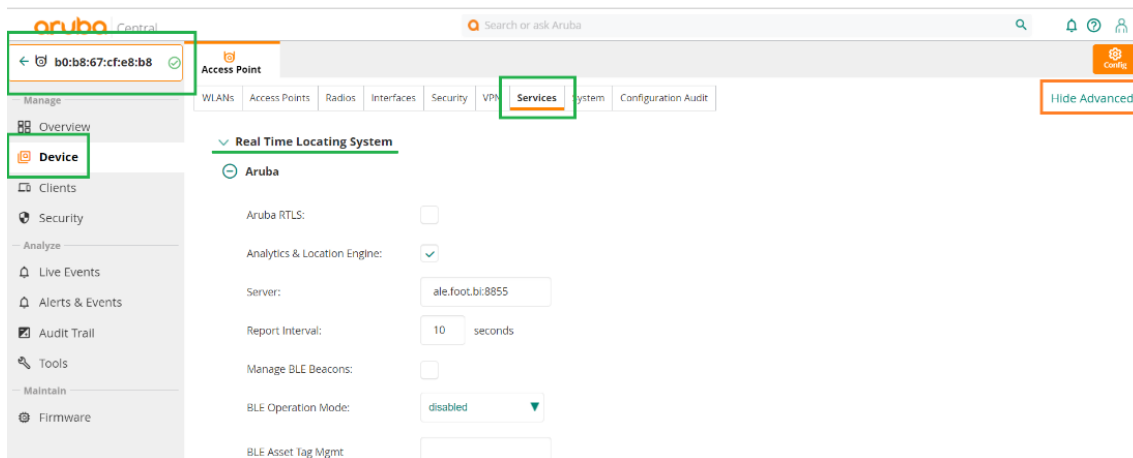 aruba Central
Search or ask Aruba
b0:b8:67:cf:e8:b8
Access Point
Config
Manage
WLANs Access Points Radios Interfaces Security VPN Services System Configuration Audit
Hide Advanced
Overview
Real Time Locating System
Device
Aruba
Clients
Security
Aruba RTLS:
Analyze
Analytics & Location Engine:
Live Events
Server: ale.foot.bi:8855
Alerts & Events
Audit Trail
Report Interval: 10 seconds
Tools
Manage BLE Beacons:
Maintain
BLE Operation Mode: disabled
Firmware
BLE Asset Tag Mgmt